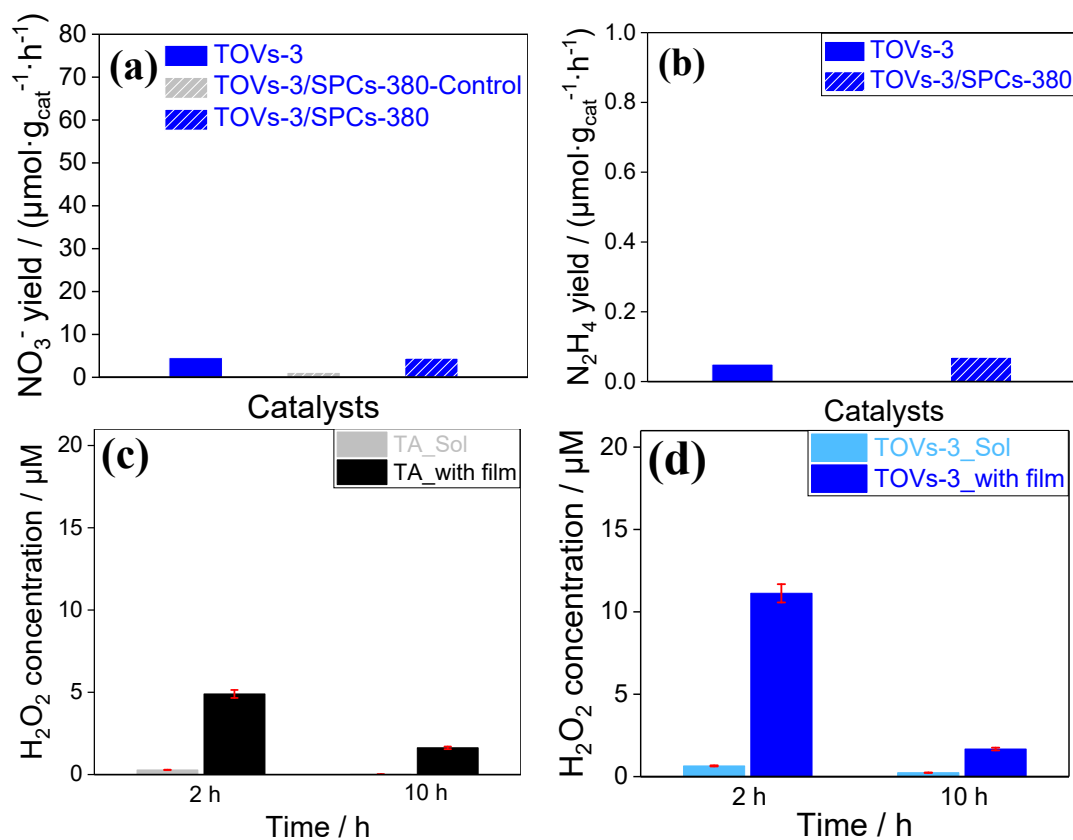 (a)
TOVs-3
TOVs-3/SPCs-380-Control
TOVs-3/SPCs-380
NO₃⁻ yield / (μmol·g_cat⁻¹·h⁻¹)
80
70
60
50
40
30
20
10
0
Catalysts
(b)
TOVs-3
TOVs-3/SPCs-380
N₂H₄ yield / (μmol·g_cat⁻¹·h⁻¹)
1.0
0.8
0.6
0.4
0.2
0.0
Catalysts
(c)
TA_Sol
TA_with film
H₂O₂ concentration / μM
20
15
10
5
0
2 h 10 h
Time / h
(d)
TOVs-3_Sol
TOVs-3_with film
H₂O₂ concentration / μM
20
15
10
5
0
2 h 10 h
Time / h